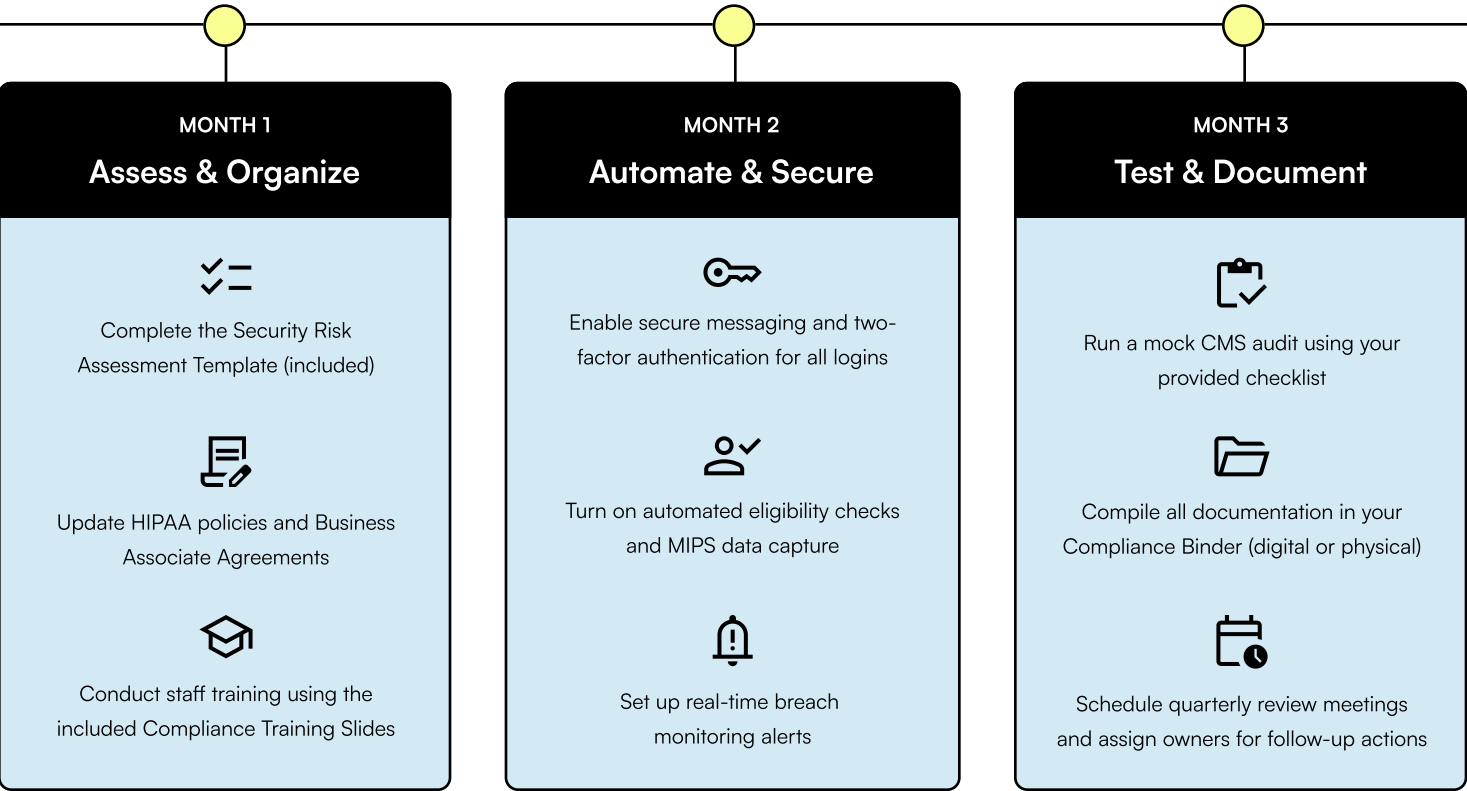 MONTH 1
Assess & Organize
Complete the Security Risk
Assessment Template (included)
Update HIPAA policies and Business
Associate Agreements
Conduct staff training using the
included Compliance Training Slides
MONTH 2
Automate & Secure
Enable secure messaging and two-
factor authentication for all logins
Turn on automated eligibility checks
and MIPS data capture
Set up real-time breach
monitoring alerts
MONTH 3
Test & Document
Run a mock CMS audit using your
provided checklist
Compile all documentation in your
Compliance Binder (digital or physical)
Schedule quarterly review meetings
and assign owners for follow-up actions